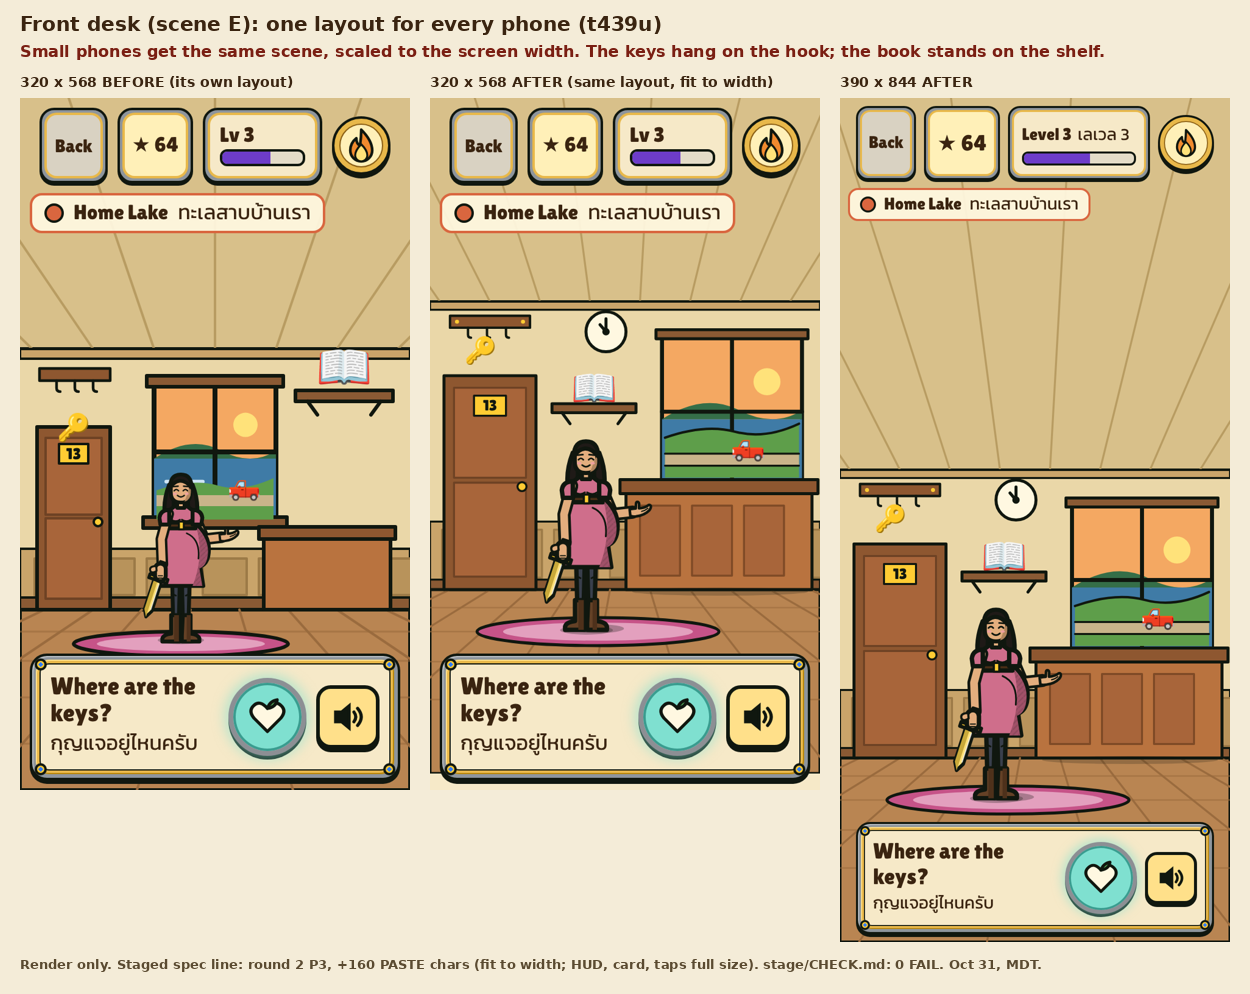 Front desk (scene E): one layout for every phone (t439u)
Small phones get the same scene, scaled to the screen width. The keys hang on the hook; the book stands on the shelf.
320 x 568 BEFORE (its own layout)
Back
★ 64
Lv 3
Home Lake ทะเลสาบบ้านเรา
13
Where are the
keys?
กุญแจอยู่ไหนครับ
320 x 568 AFTER (same layout, fit to width)
Back
★ 64
Lv 3
Home Lake ทะเลสาบบ้านเรา
13
Where are the
keys?
กุญแจอยู่ไหนครับ
390 x 844 AFTER
Back
★ 64
Level 3 เลเวล 3
Home Lake ทะเลสาบบ้านเรา
13
Where are the
keys?
กุญแจอยู่ไหนครับ
Render only. Staged spec line: round 2 P3, +160 PASTE chars (fit to width; HUD, card, taps full size). stage/CHECK.md: 0 FAIL. Oct 31, MDT.